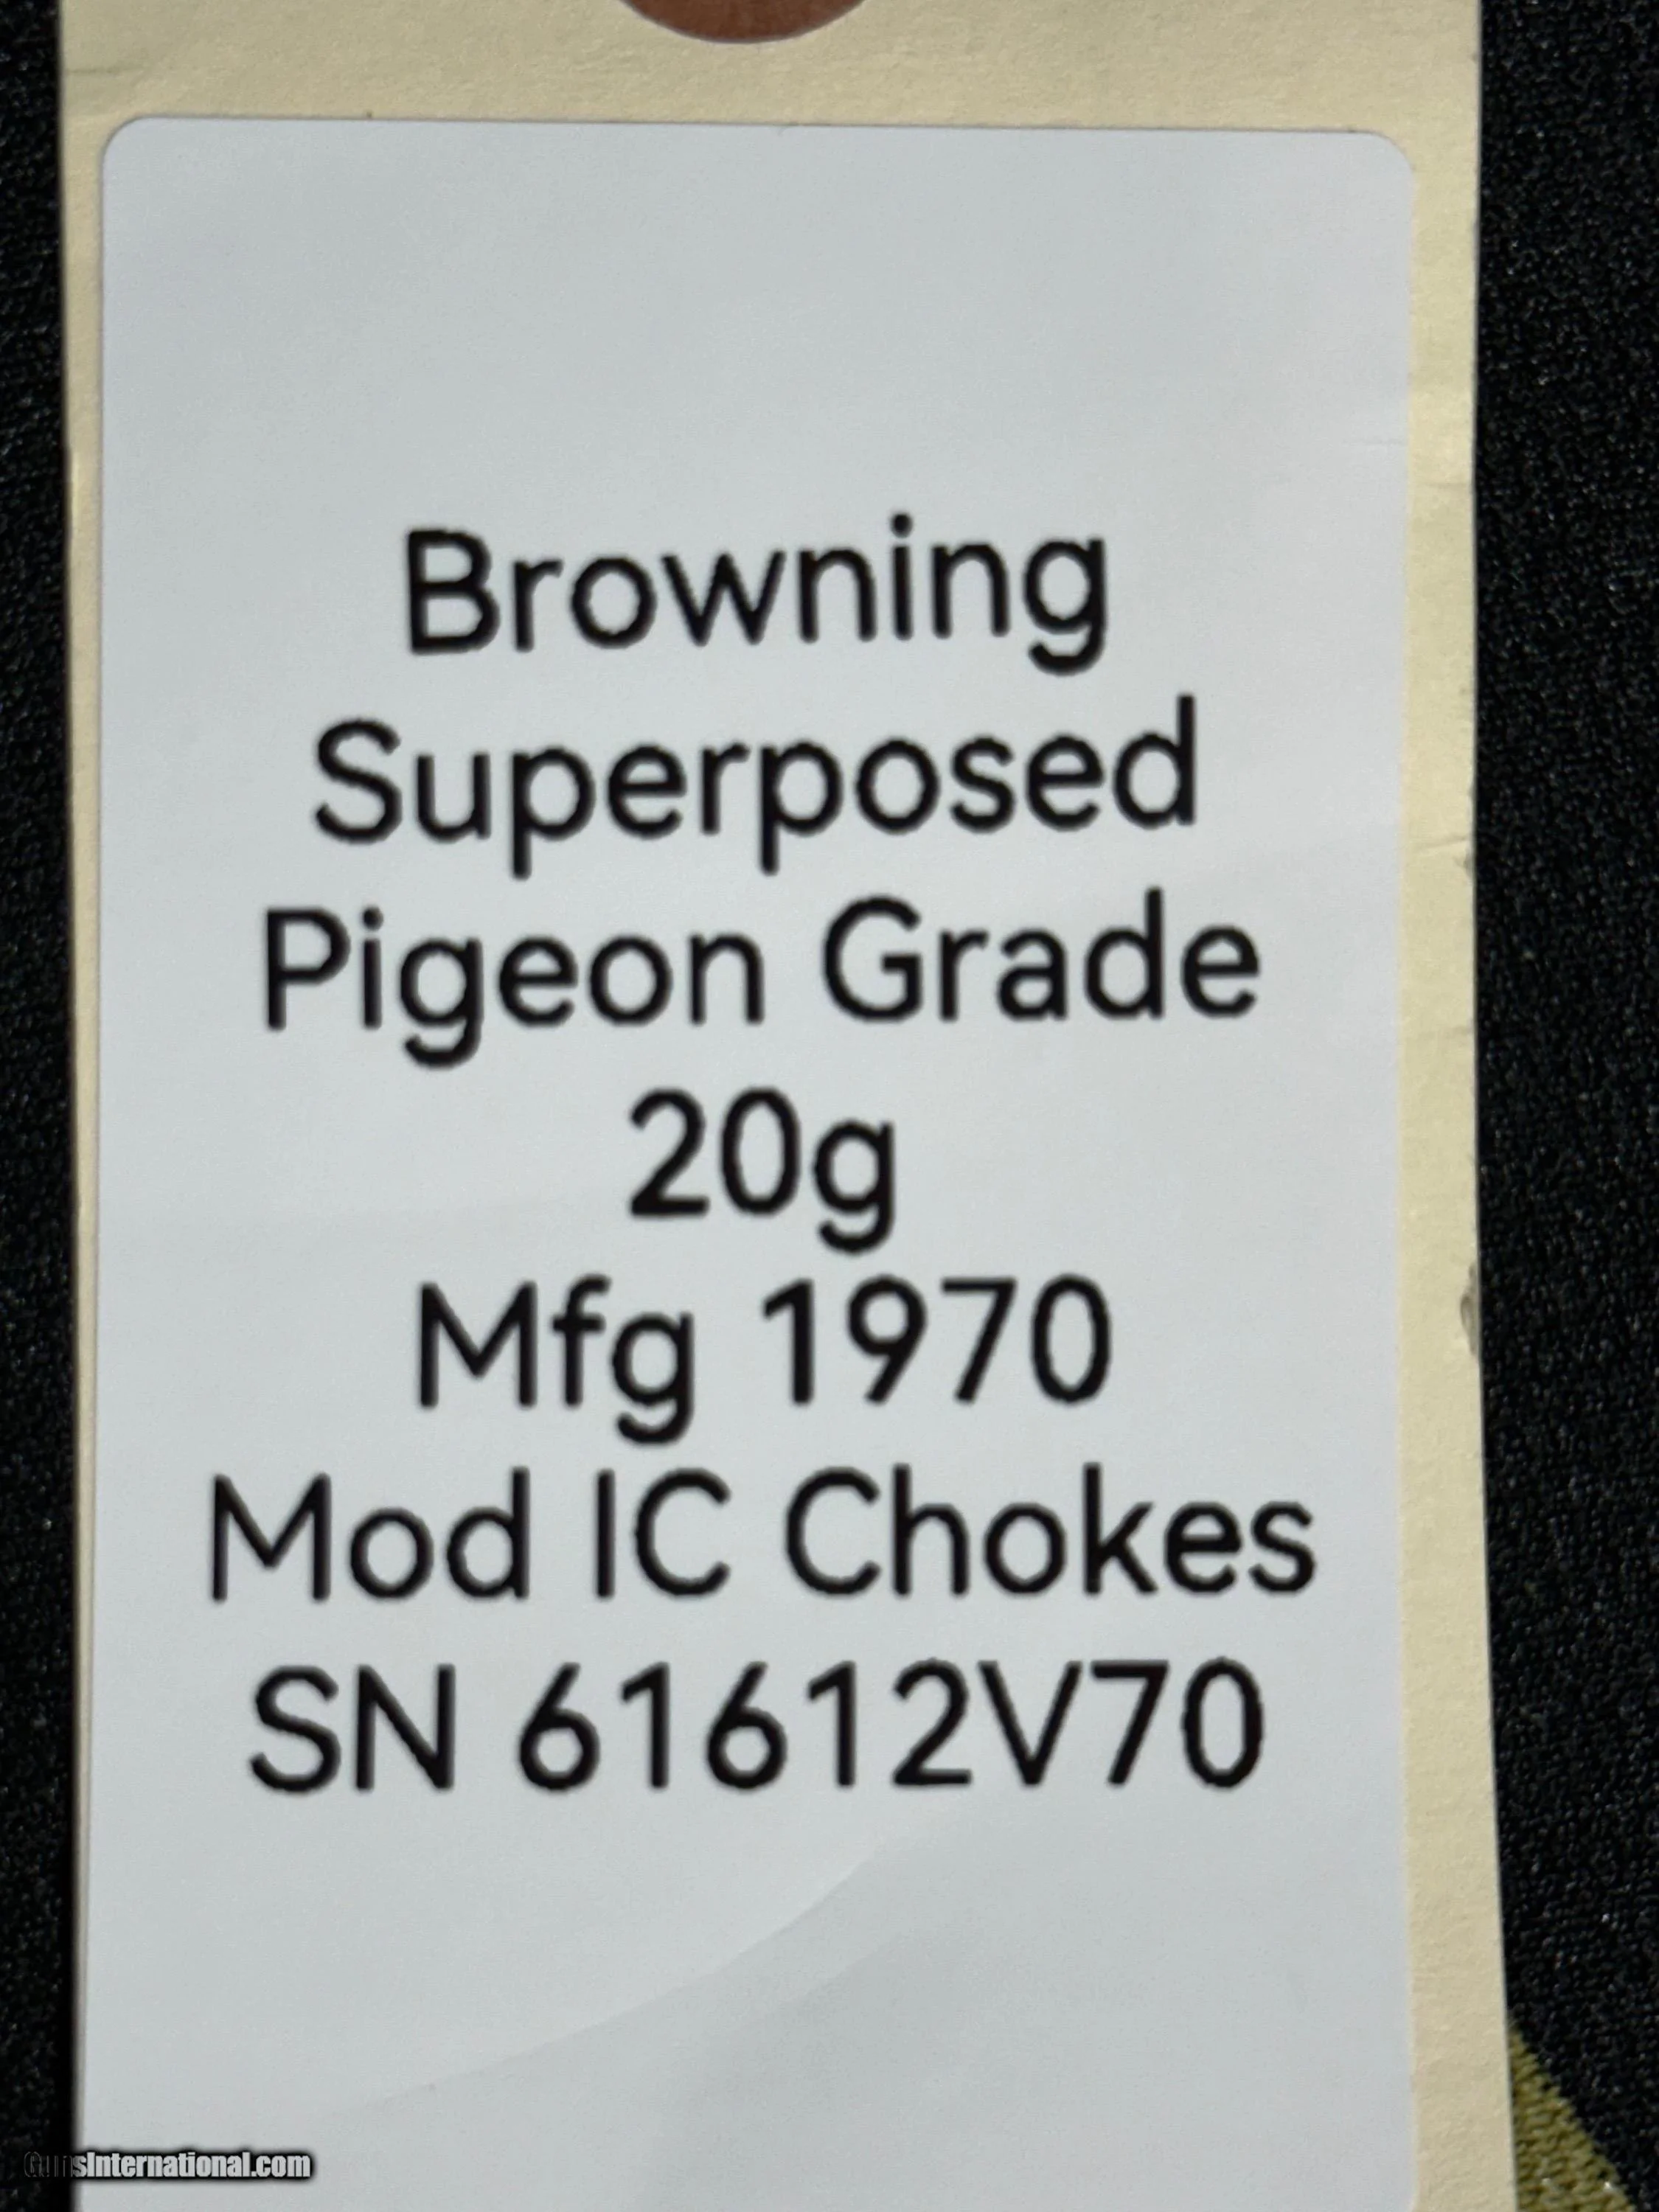 Browning
Superposed
Pigeon Grade
20g
Mfg 1970
Mod IC Chokes
SN 61612V70
GunsInternational.com